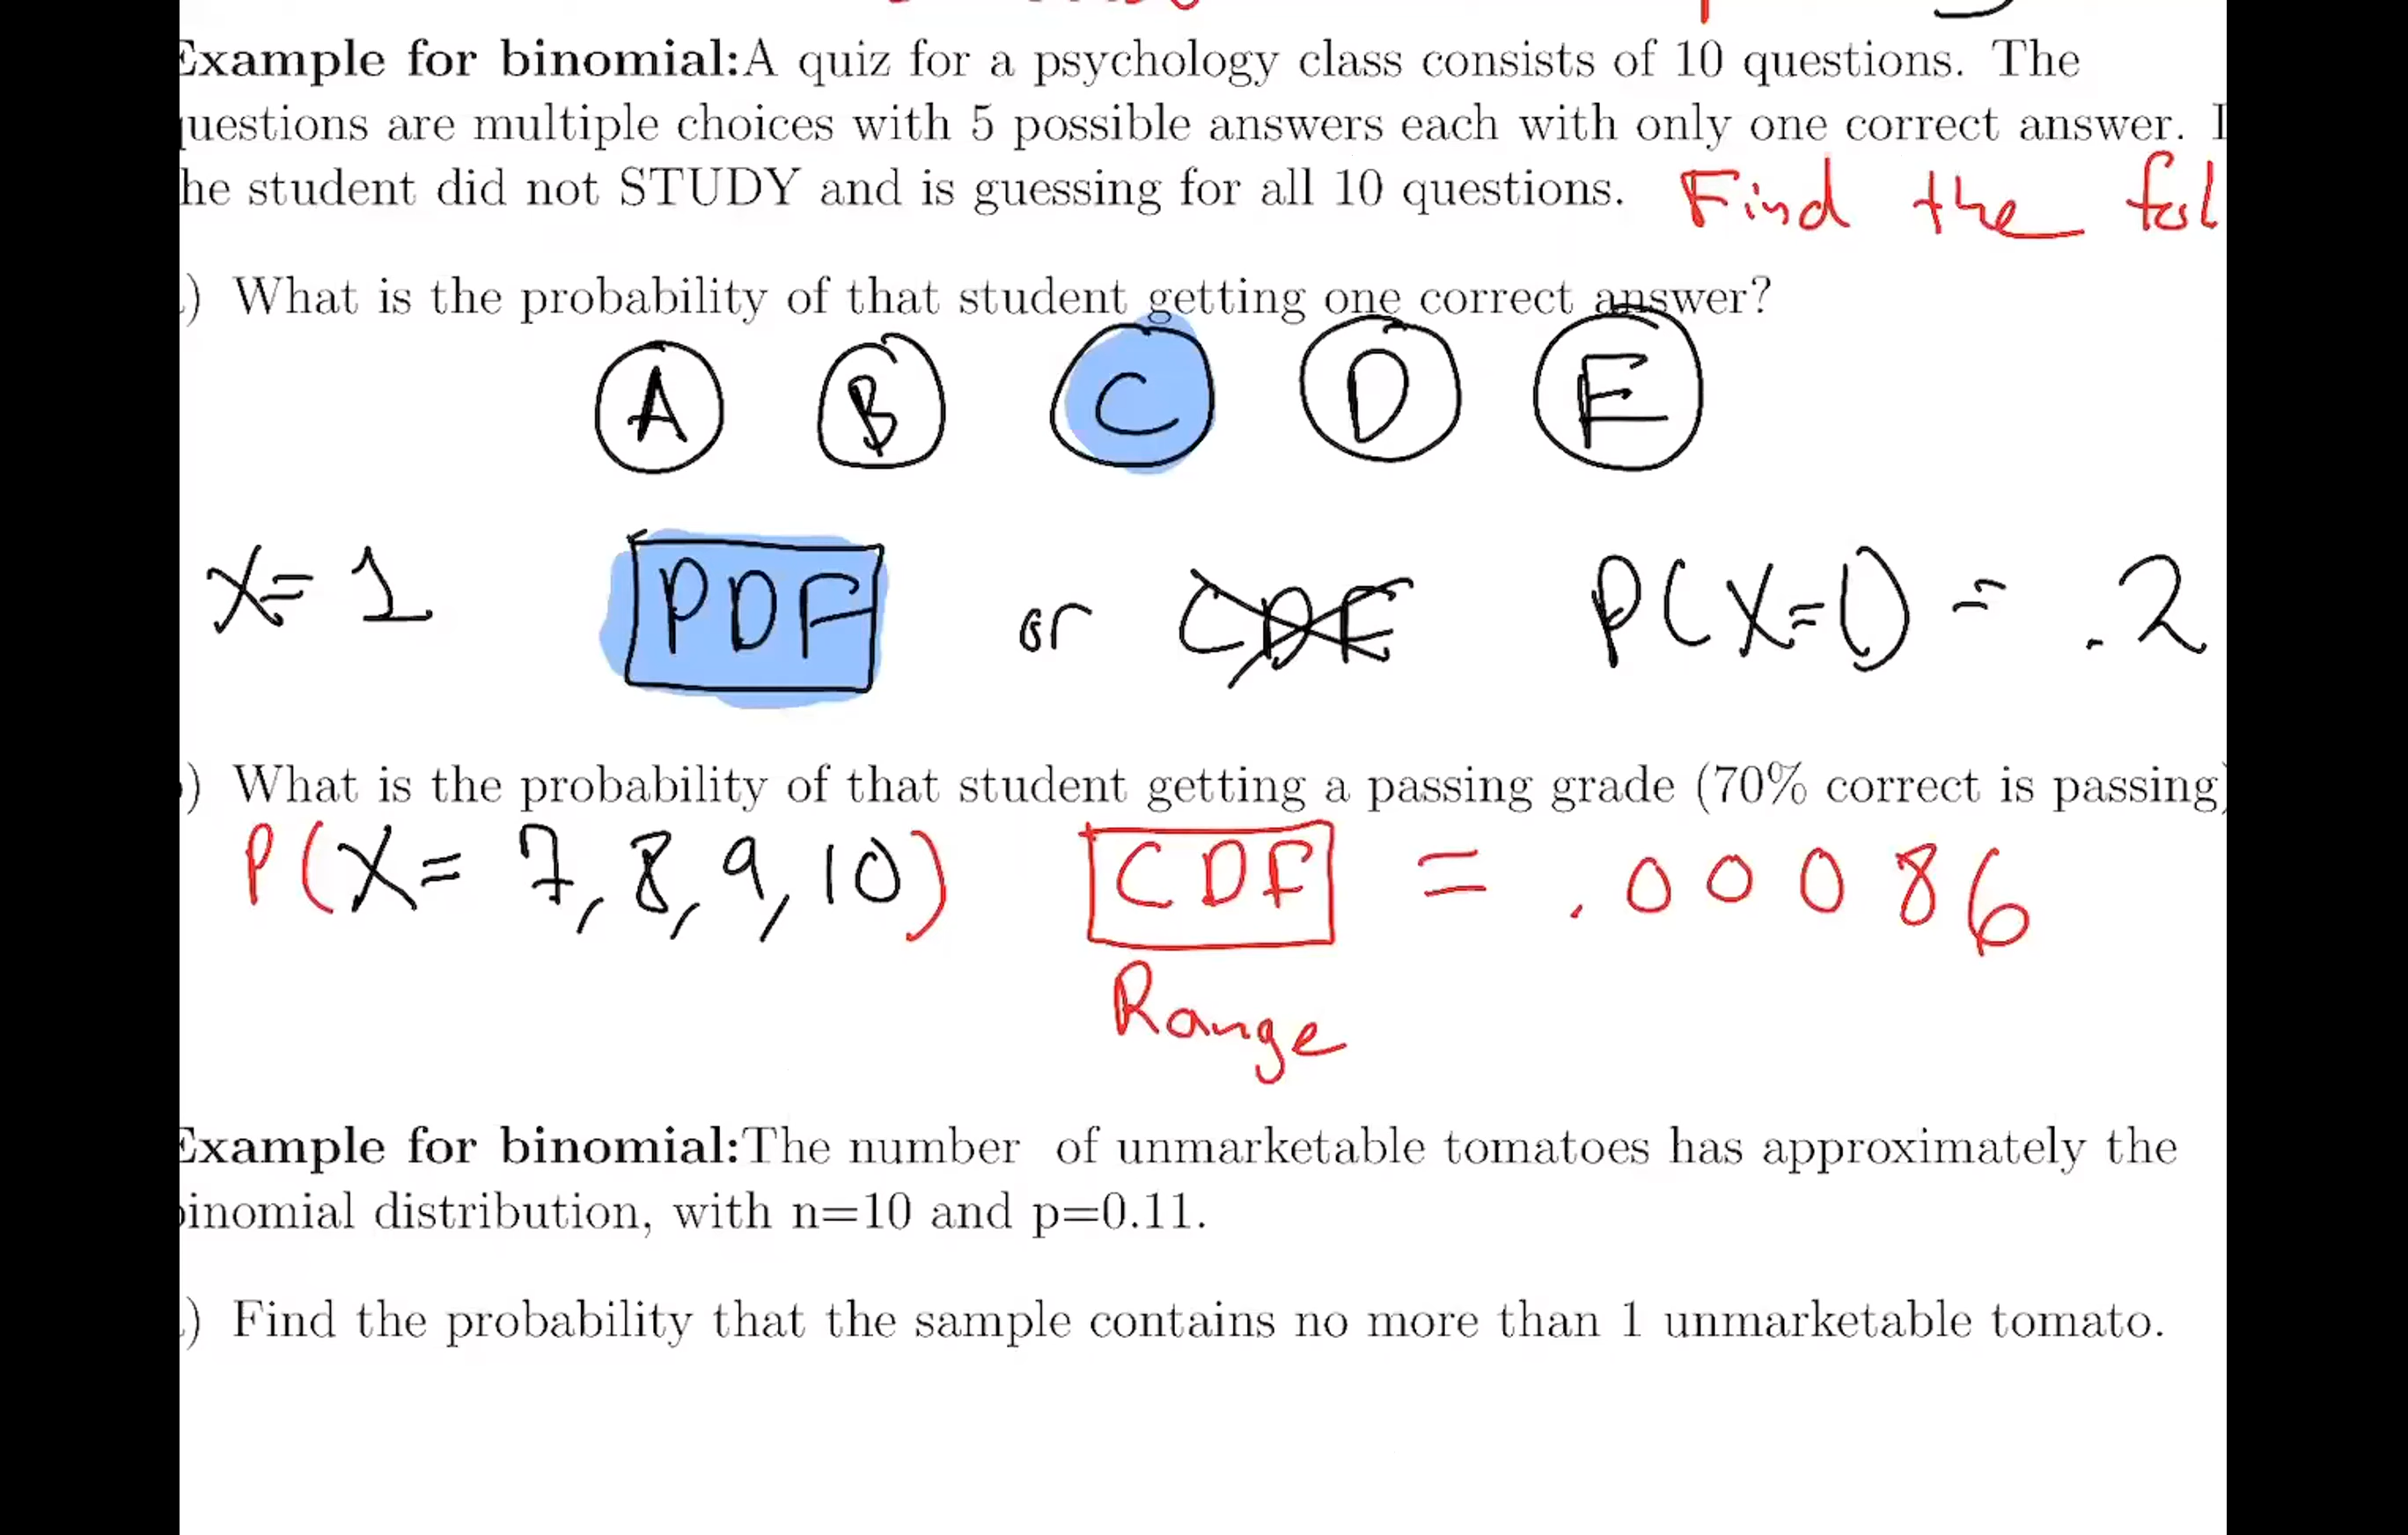 Example for binomial:A quiz for a psychology class consists of 10 questions. The
questions are multiple choices with 5 possible answers each with only one correct answer. I
he student did not STUDY and is guessing for all 10 questions. Find the fol
) What is the probability of that student getting one correct answer?
A B C D E
X= 1 PDF or CDF P(X=1) = .2
) What is the probability of that student getting a passing grade (70% correct is passing)
P(X= 7, 8, 9, 10) CDF = .00086
Range
Example for binomial:The number of unmarketable tomatoes has approximately the
binomial distribution, with n=10 and p=0.11.
) Find the probability that the sample contains no more than 1 unmarketable tomato.